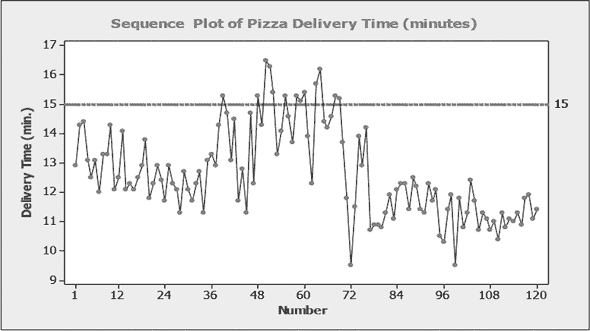 Sequence Plot of Pizza Delivery Time (minutes)
17
16
15
14
13
12
11
10
9
Delivery Time (min.)
15
1 12 24 36 48 60 72 84 96 108 120
Number